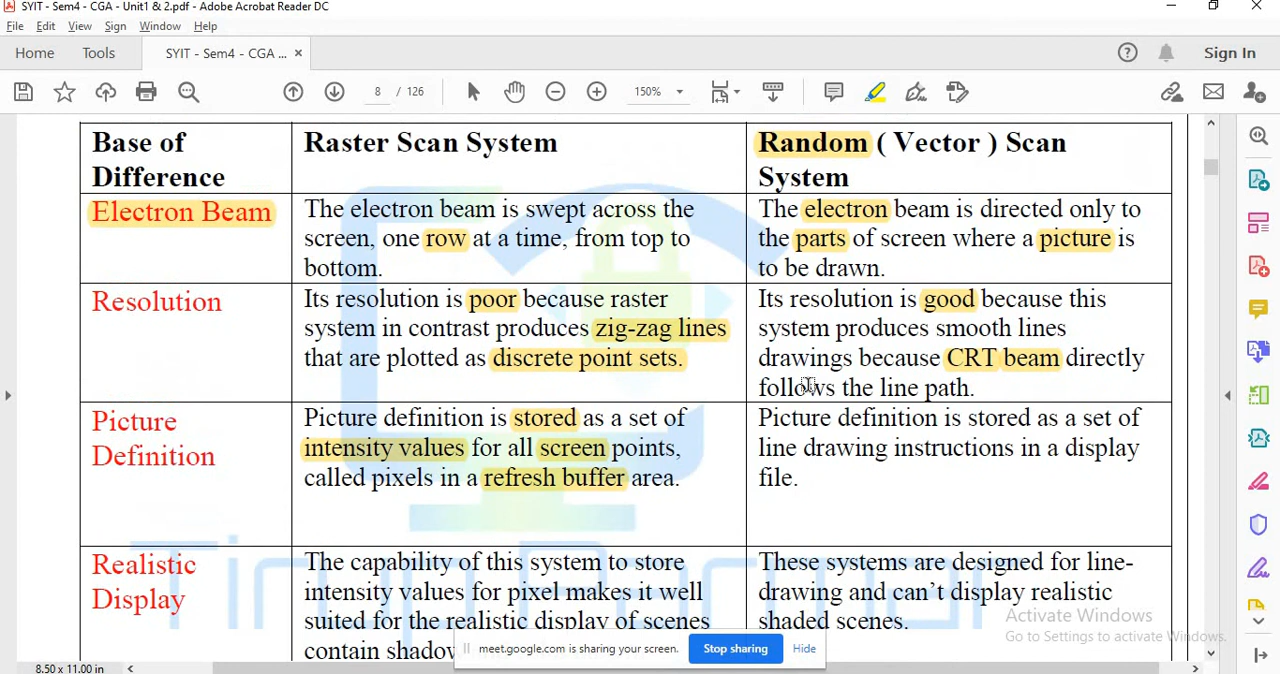 SYIT - Sem4 - CGA - Unit1 & 2.pdf - Adobe Acrobat Reader DC
File Edit View Sign Window Help
Home Tools SYIT - Sem4 - CGA ... × Sign In
8 / 126 150%
Base of
Difference
Raster Scan System
Random ( Vector ) Scan
System
Electron Beam
The electron beam is swept across the
screen, one row at a time, from top to
bottom.
The electron beam is directed only to
the parts of screen where a picture is
to be drawn.
Resolution
Its resolution is poor because raster
system in contrast produces zig-zag lines
that are plotted as discrete point sets.
Its resolution is good because this
system produces smooth lines
drawings because CRT beam directly
follows the line path.
Picture
Definition
Picture definition is stored as a set of
intensity values for all screen points,
called pixels in a refresh buffer area.
Picture definition is stored as a set of
line drawing instructions in a display
file.
Realistic
Display
The capability of this system to store
intensity values for pixel makes it well
suited for the realistic display of scenes
contain shadow
These systems are designed for line-
drawing and can’t display realistic
shaded scenes.
Activate Windows
Go to Settings to activate Windows.
meet.google.com is sharing your screen. Stop sharing Hide
8.50 x 11.00 in